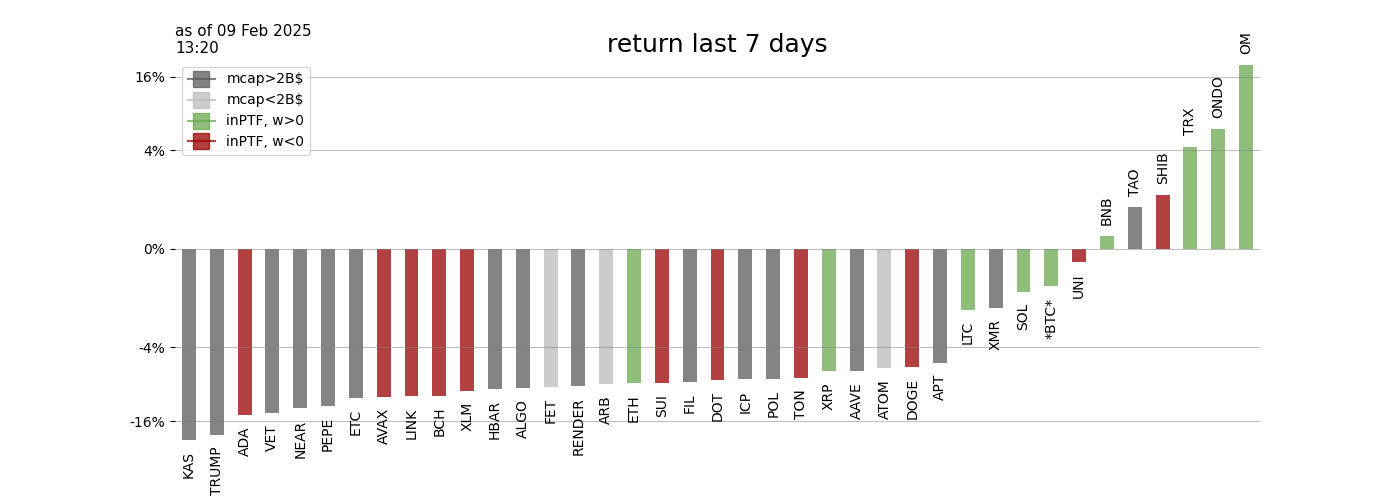 as of 09 Feb 2025
13:20
return last 7 days
mcap>2B$
mcap<2B$
inPTF, w>0
inPTF, w<0
16%
4%
0%
-4%
-16%
KAS
TRUMP
ADA
VET
NEAR
PEPE
ETC
AVAX
LINK
BCH
XLM
HBAR
ALGO
FET
RENDER
ARB
ETH
SUI
FIL
DOT
ICP
POL
TON
XRP
AAVE
ATOM
DOGE
APT
LTC
XMR
SOL
*BTC*
UNI
BNB
TAO
SHIB
TRX
ONDO
OM